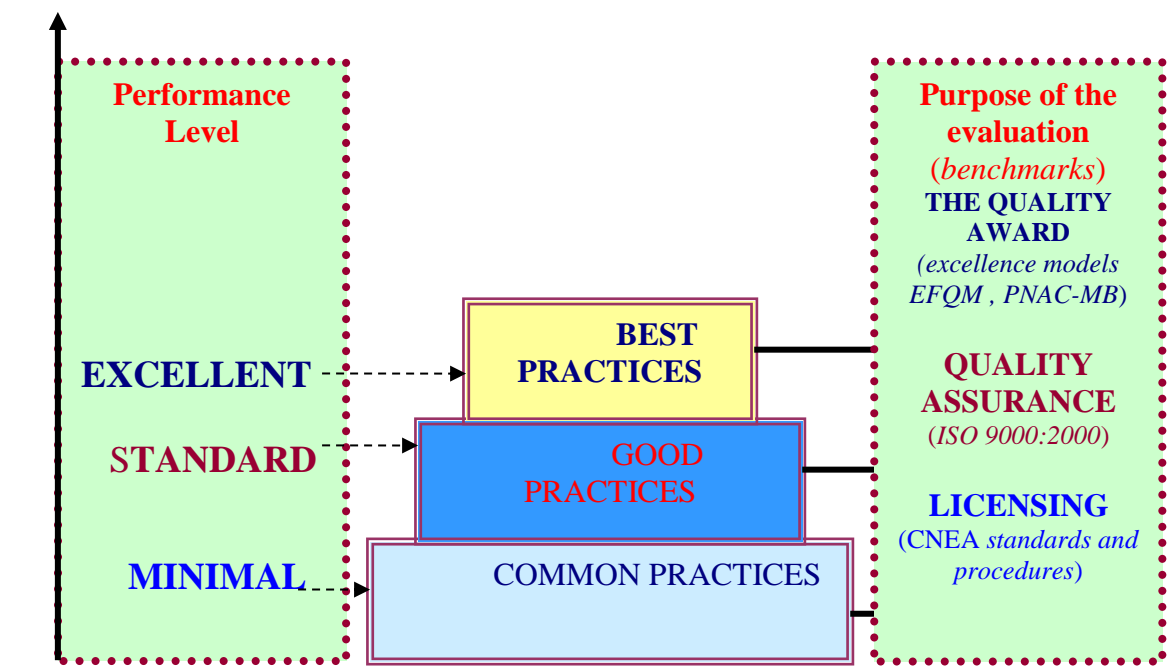 Performance
Level
EXCELLENT
STANDARD
MINIMAL
BEST
PRACTICES
GOOD
PRACTICES
COMMON PRACTICES
Purpose of the
evaluation
(benchmarks)
THE QUALITY
AWARD
(excellence models
EFQM , PNAC-MB)
QUALITY
ASSURANCE
(ISO 9000:2000)
LICENSING
(CNEA standards and
procedures)